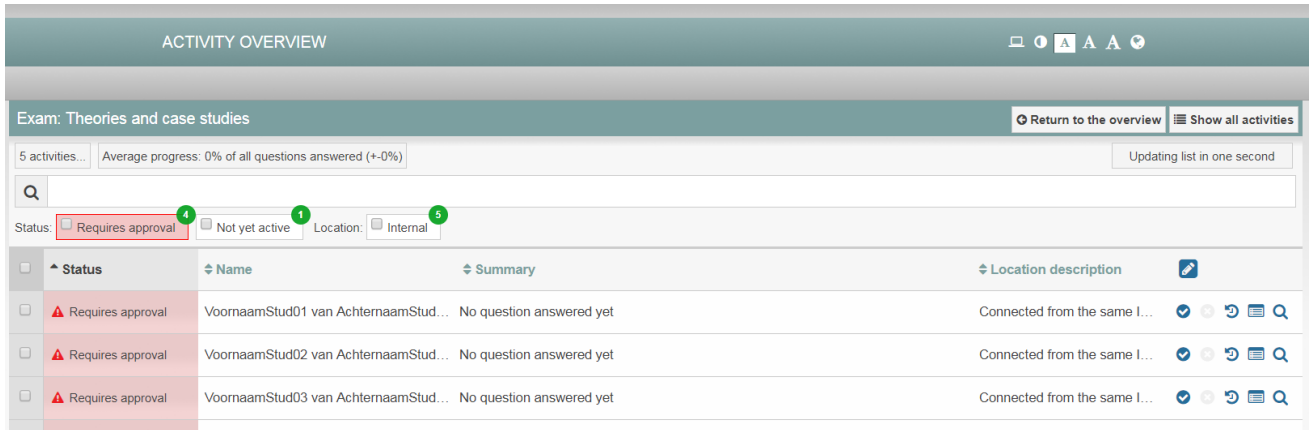 ACTIVITY OVERVIEW A A A
Exam: Theories and case studies Return to the overview Show all activities
5 activities... Average progress: 0% of all questions answered (+-0%) Updating list in one second
Status: Requires approval 4 Not yet active 1 Location: Internal 5
Status Name Summary Location description
Requires approval VoornaamStud01 van AchternaamStud... No question answered yet Connected from the same I...
Requires approval VoornaamStud02 van AchternaamStud... No question answered yet Connected from the same I...
Requires approval VoornaamStud03 van AchternaamStud... No question answered yet Connected from the same I...